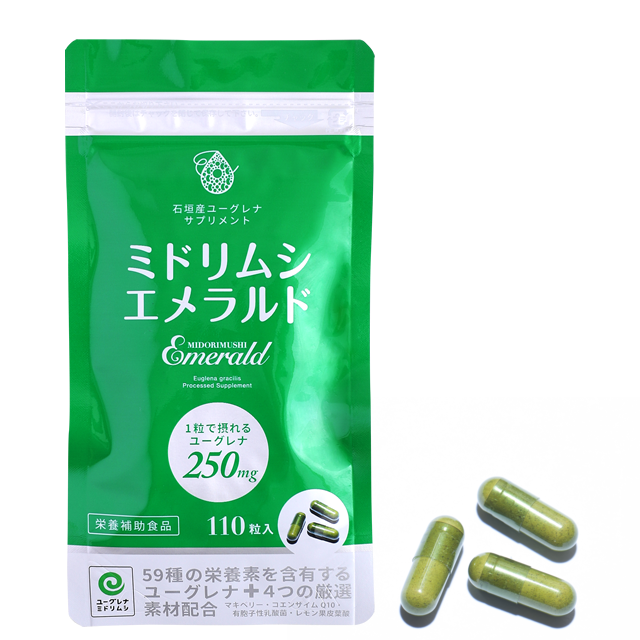 石垣産ユーグレナ
サプリメント
ミドリムシ
エメラルド
MIDORIMUSHI
Emerald
Euglena gracilis
Processed Supplement
1粒で摂れる
ユーグレナ
250mg
栄養補助食品
110粒入
59種の栄養素を含有する
ユーグレナ+4つの厳選
素材配合
マキベリー・コエンザイムQ10・
有胞子性乳酸菌・レモン果皮葉酸
ユーグレナ
ミドリムシ